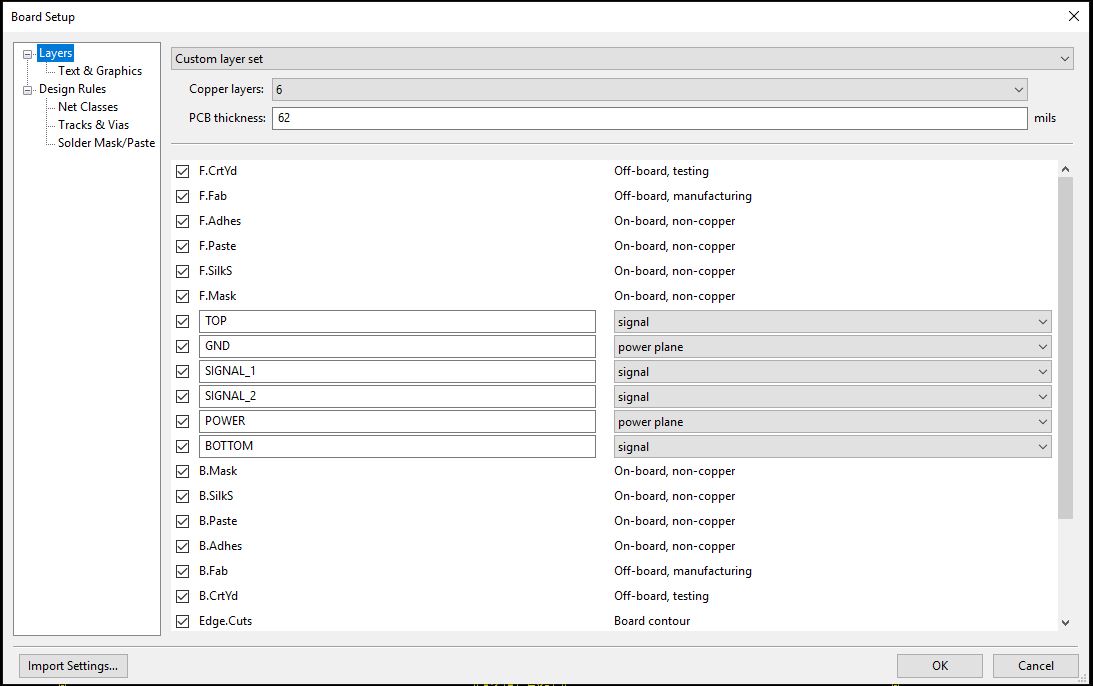 Board Setup
Layers
Text & Graphics
Design Rules
Net Classes
Tracks & Vias
Solder Mask/Paste
Custom layer set
Copper layers: 6
PCB thickness: 62 mils
F.CrtYd Off-board, testing
F.Fab Off-board, manufacturing
F.Adhes On-board, non-copper
F.Paste On-board, non-copper
F.SilkS On-board, non-copper
F.Mask On-board, non-copper
TOP signal
GND power plane
SIGNAL_1 signal
SIGNAL_2 signal
POWER power plane
BOTTOM signal
B.Mask On-board, non-copper
B.SilkS On-board, non-copper
B.Paste On-board, non-copper
B.Adhes On-board, non-copper
B.Fab Off-board, manufacturing
B.CrtYd Off-board, testing
Edge.Cuts Board contour
Import Settings... OK Cancel